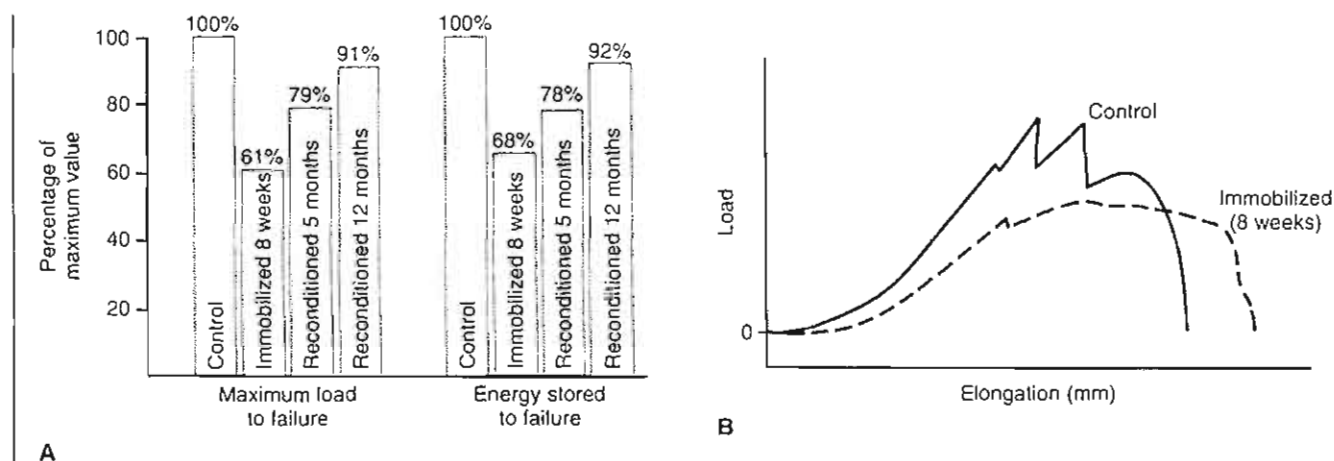 100%
100%
100
91%
92%
80
79%
78%
60
61%
68%
40
20
Percentage of
maximum value
Control
Immobilized 8 weeks
Reconditioned 5 months
Reconditioned 12 months
Control
Immobilized 8 weeks
Reconditioned 5 months
Reconditioned 12 months
Maximum load
to failure
Energy stored
to failure
A
Control
Immobilized
(8 weeks)
Load
0
Elongation (mm)
B